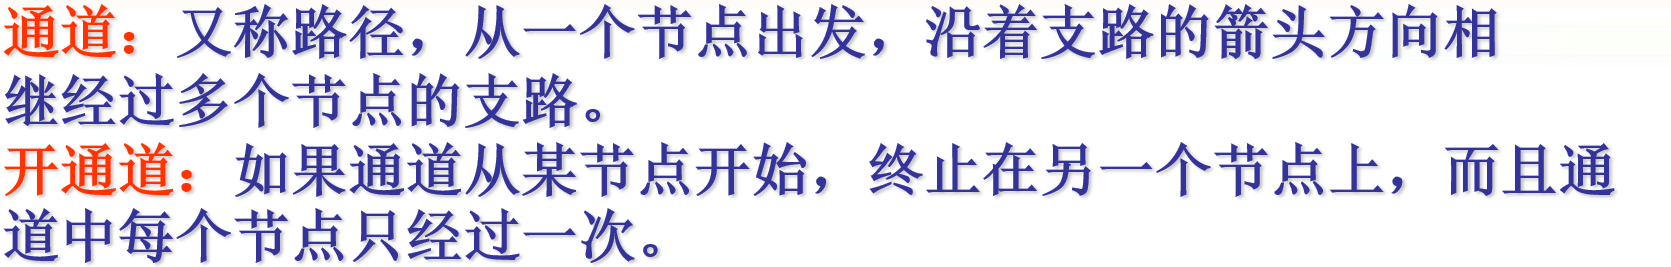 通道：又称路径，从一个节点出发，沿着支路的箭头方向相
继经过多个节点的支路。
开通道：如果通道从某节点开始，终止在另一个节点上，而且通
道中每个节点只经过一次。